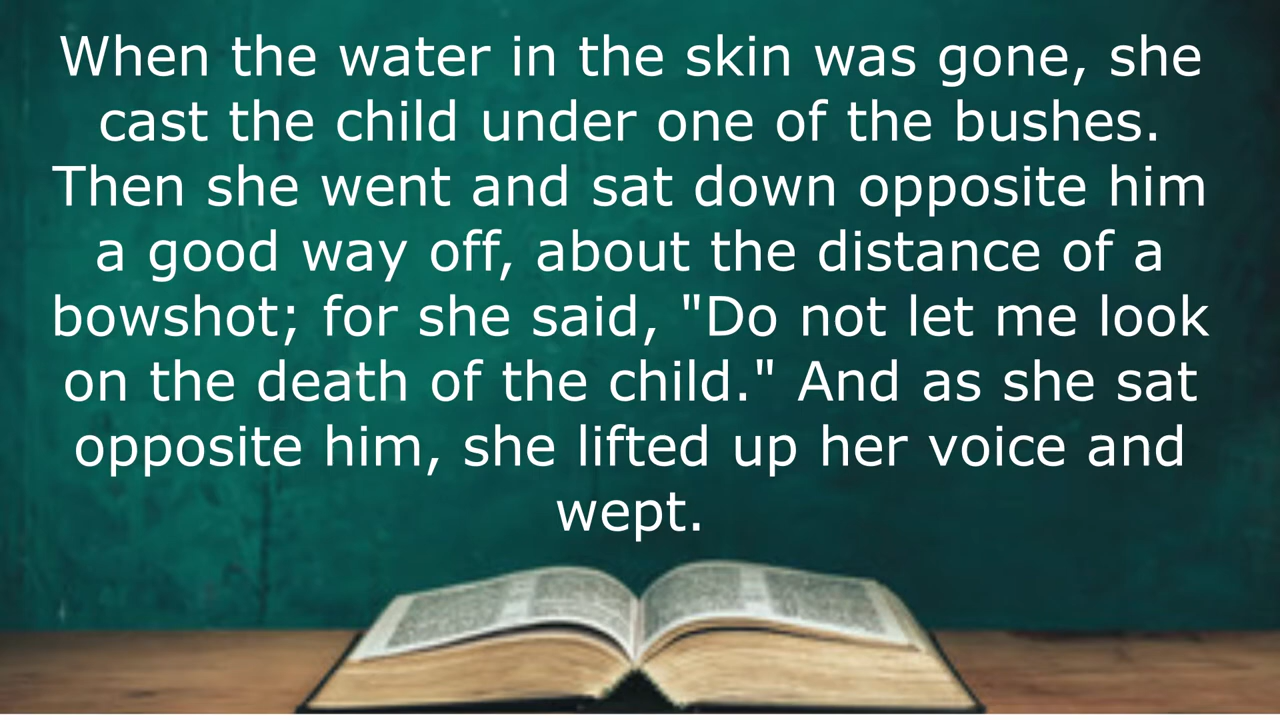 When the water in the skin was gone, she
cast the child under one of the bushes.
Then she went and sat down opposite him
a good way off, about the distance of a
bowshot; for she said, "Do not let me look
on the death of the child." And as she sat
opposite him, she lifted up her voice and
wept.